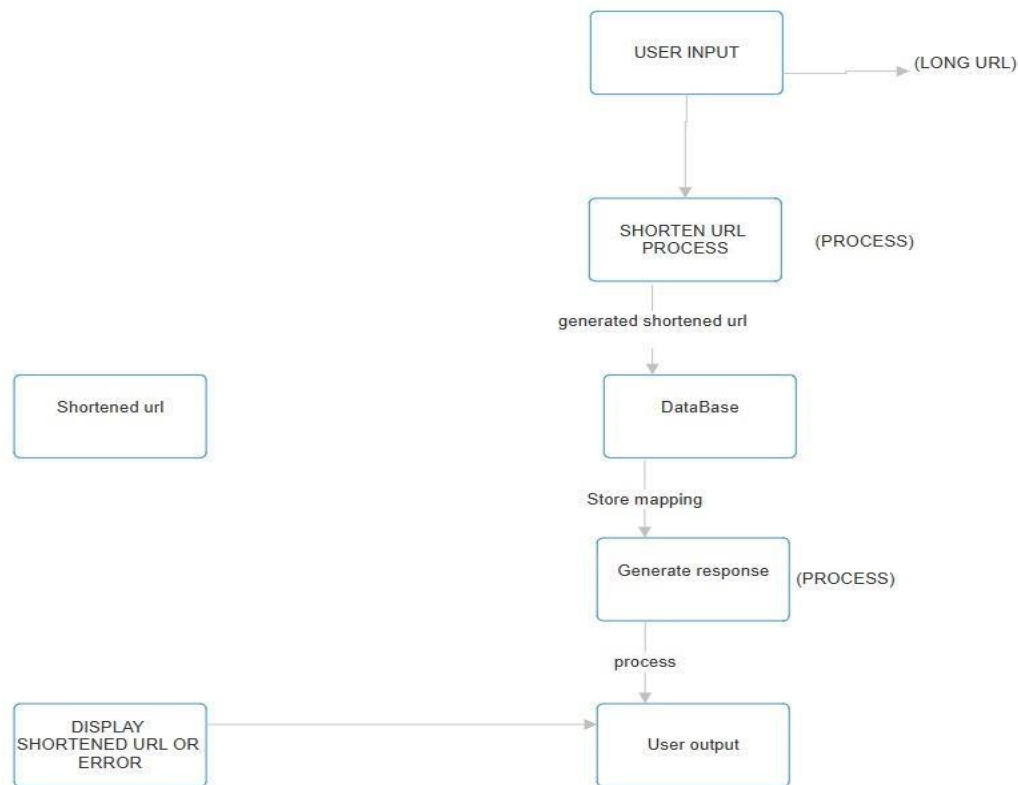 USER INPUT
(LONG URL)
SHORTEN URL
PROCESS
(PROCESS)
generated shortened url
Shortened url
DataBase
Store mapping
Generate response
(PROCESS)
process
DISPLAY
SHORTENED URL OR
ERROR
User output